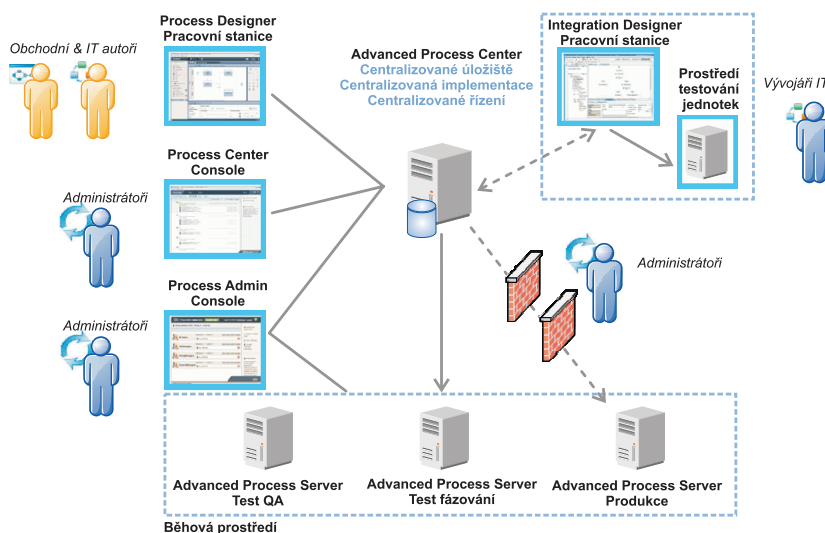 Process Designer
Pracovní stanice
Obchodní & IT autoři
Advanced Process Center
Centralizované úložiště
Centralizovaná implementace
Centralizované řízení
Integration Designer
Pracovní stanice
Prostředí
testování
jednotek
Vývojáři IT
Process Center
Console
Administrátoři
Process Admin
Console
Administrátoři
Administrátoři
Advanced Process Server
Test QA
Advanced Process Server
Test fázování
Advanced Process Server
Produkce
Běhová prostředí